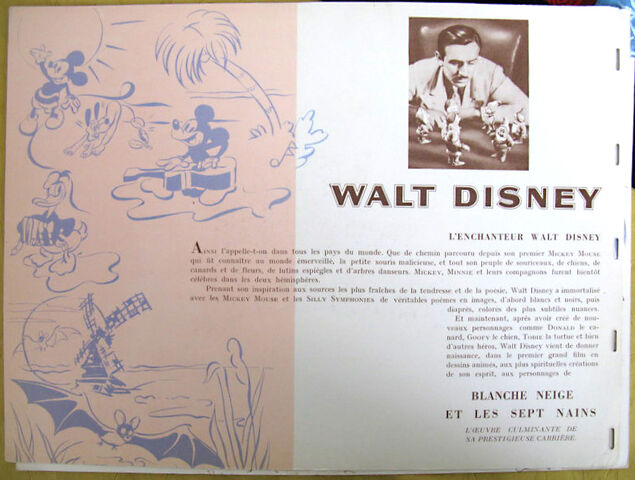 WALT DISNEY
L'ENCHANTEUR WALT DISNEY
AINSI l'appelle-t-on dans tous les pays du monde. Que de chemin parcouru depuis son premier MICKEY MOUSE
qui fit connaître au monde émerveillé, la petite souris malicieuse, et tout son peuple de souriceaux, de chiens, de
canards et de fleurs, de lutins espiègles et d'arbres danseurs. MICKEY, MINNIE et leurs compagnons furent bientôt
célèbres dans les deux hémisphères.
Prenant son inspiration aux sources les plus fraîches de la tendresse et de la poésie, Walt Disney a immortalisé
avec les MICKEY MOUSE et les SILLY SYMPHONIES de véritables poèmes en images, d'abord blancs et noirs, puis
diaprés, colorés des plus subtiles nuances.
Et maintenant, après avoir créé de nou-
veaux personnages comme DONALD le ca-
nard, GOOFY le chien, TOBIE la tortue et bien
d'autres héros, Walt Disney vient de donner
naissance, dans le premier grand film en
dessins animés, aux plus spirituelles créations
de son esprit, aux personnages de
BLANCHE NEIGE
ET LES SEPT NAINS
L'ŒUVRE CULMINANTE DE
SA PRESTIGIEUSE CARRIÈRE.